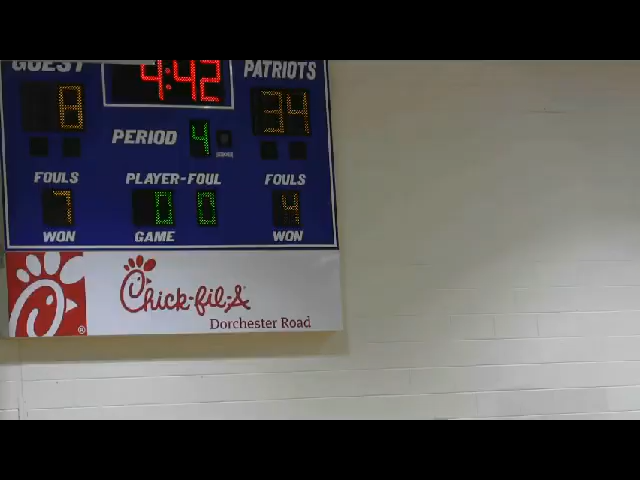 GUEST 4:42 PATRIOTS
8 34
PERIOD 4
FOULS PLAYER-FOUL FOULS
7 0 0 4
WON GAME WON
Chick-fil-A
Dorchester Road